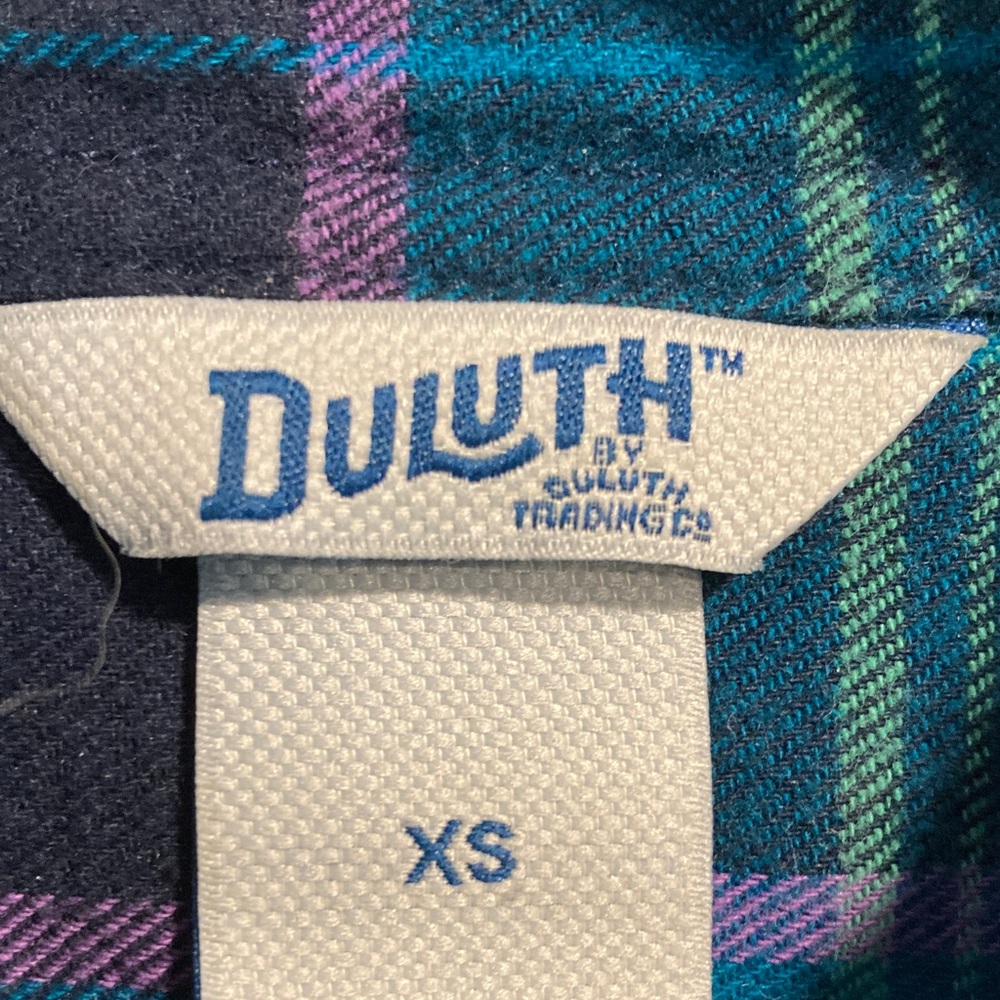 DULUTH™
BY
DULUTH
TRADING Co
XS